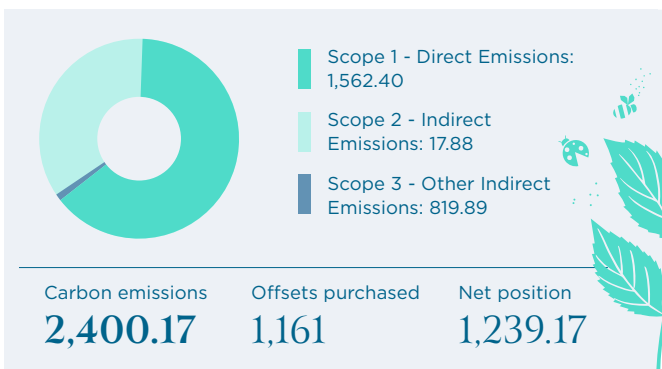 Scope 1 - Direct Emissions:
1,562.40
Scope 2 - Indirect
Emissions: 17.88
Scope 3 - Other Indirect
Emissions: 819.89
Carbon emissions
2,400.17
Offsets purchased
1,161
Net position
1,239.17